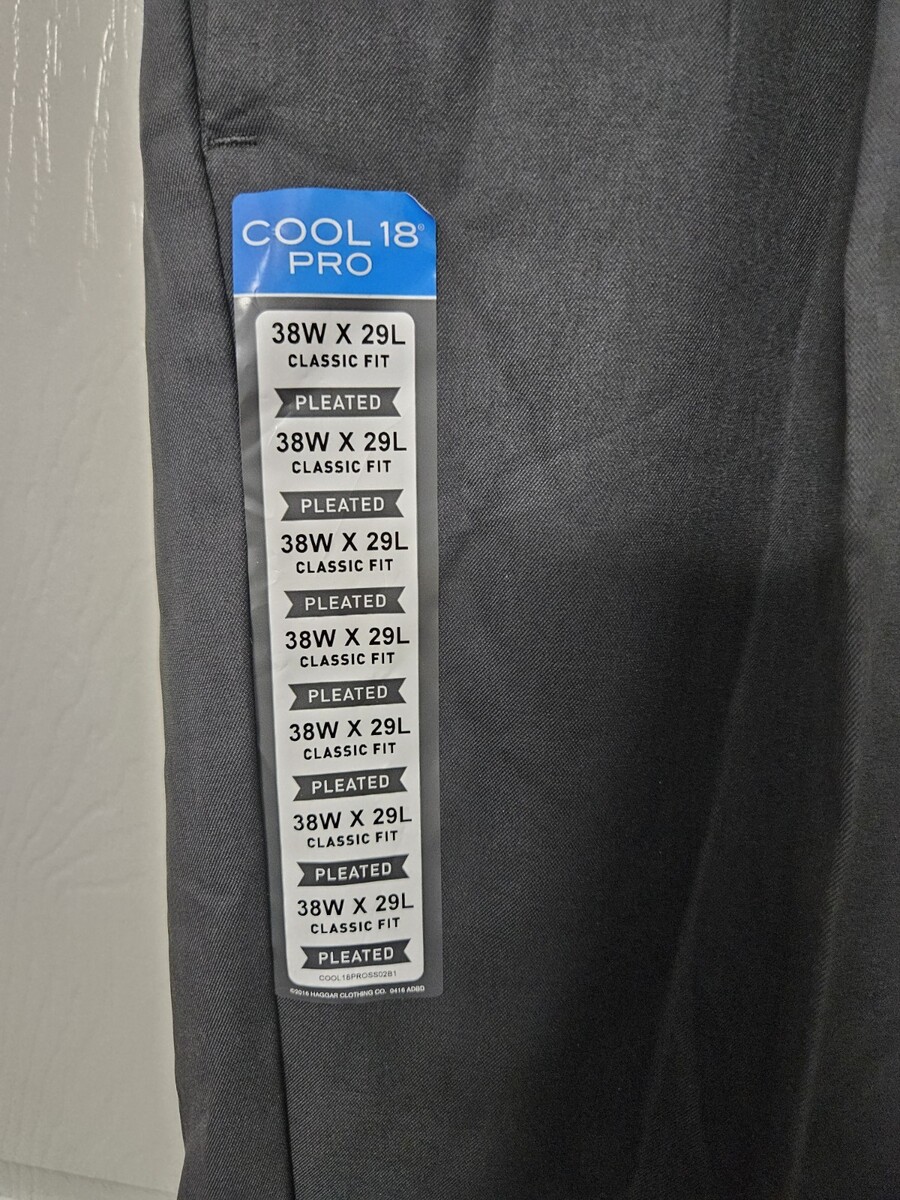 COOL 18®
PRO
38W X 29L
CLASSIC FIT
PLEATED
38W X 29L
CLASSIC FIT
PLEATED
38W X 29L
CLASSIC FIT
PLEATED
38W X 29L
CLASSIC FIT
PLEATED
38W X 29L
CLASSIC FIT
PLEATED
38W X 29L
CLASSIC FIT
PLEATED
38W X 29L
CLASSIC FIT
PLEATED
COOL18PROSS02B1
©2016 HAGGAR CLOTHING CO. 0416 ADBD